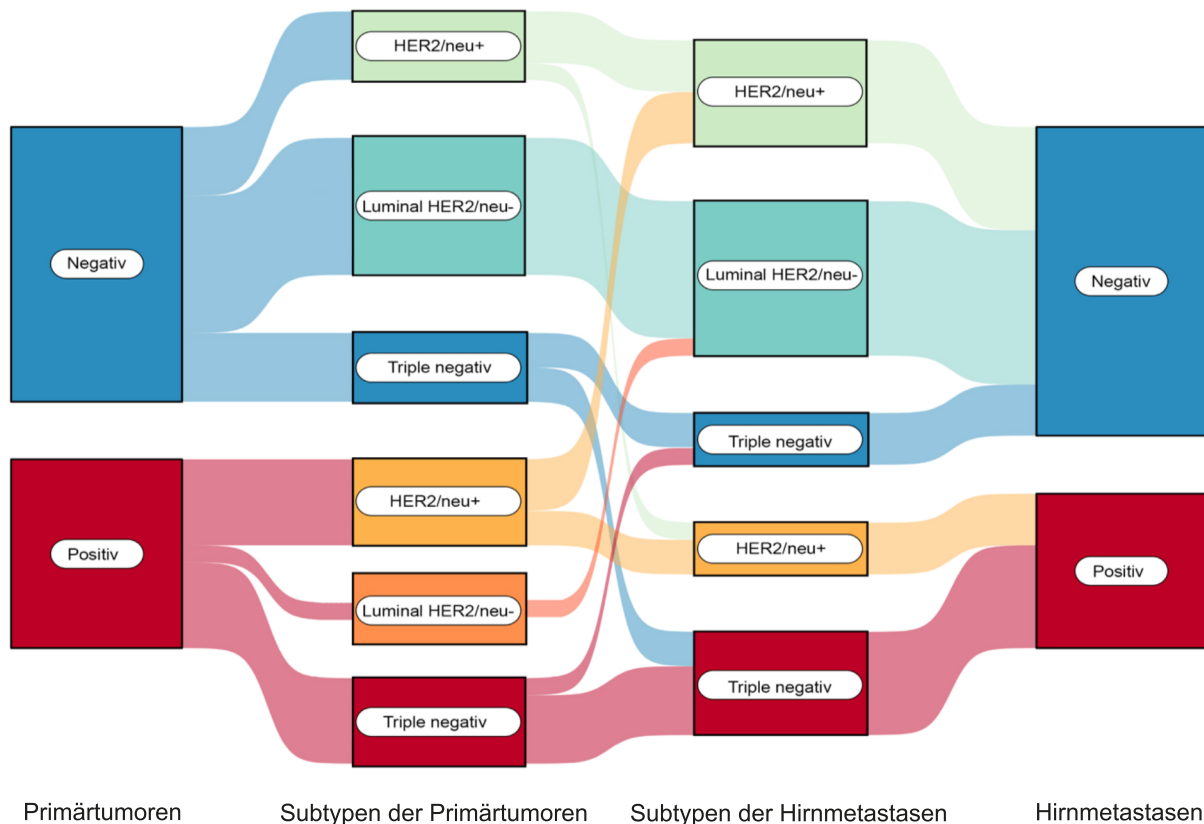 Negativ
Positiv
HER2/neu+
Luminal HER2/neu-
Triple negativ
HER2/neu+
Luminal HER2/neu-
Triple negativ
HER2/neu+
Luminal HER2/neu-
Triple negativ
HER2/neu+
Triple negativ
Negativ
Positiv
Primärtumoren
Subtypen der Primärtumoren
Subtypen der Hirnmetastasen
Hirnmetastasen